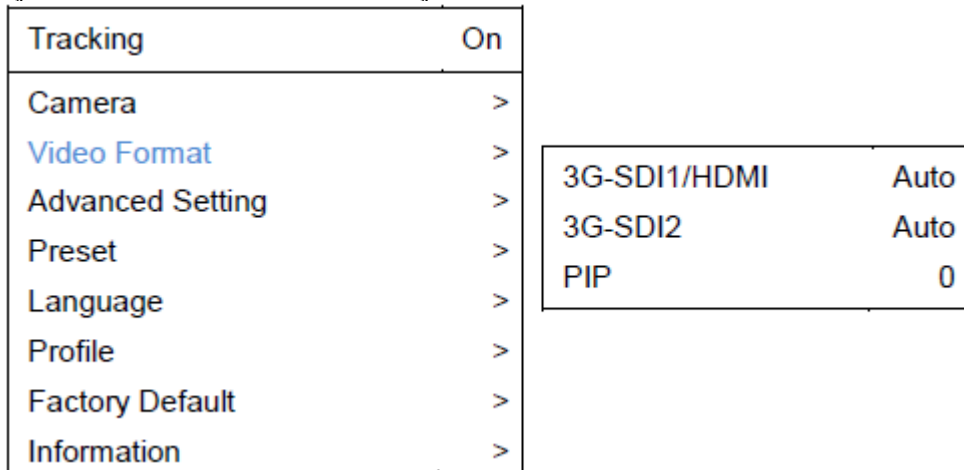 Tracking On
Camera >
Video Format >
Advanced Setting >
Preset >
Language >
Profile >
Factory Default >
Information >
3G-SDI1/HDMI Auto
3G-SDI2 Auto
PIP 0